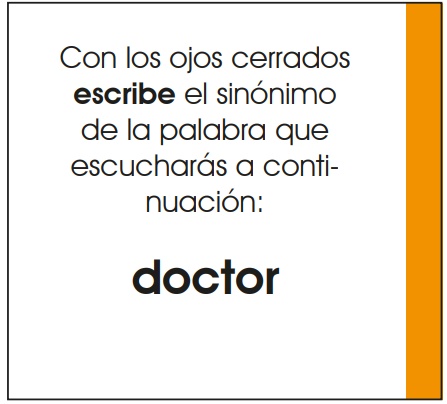 Con los ojos cerrados
escribe el sinónimo
de la palabra que
escucharás a conti-
nuación:
doctor